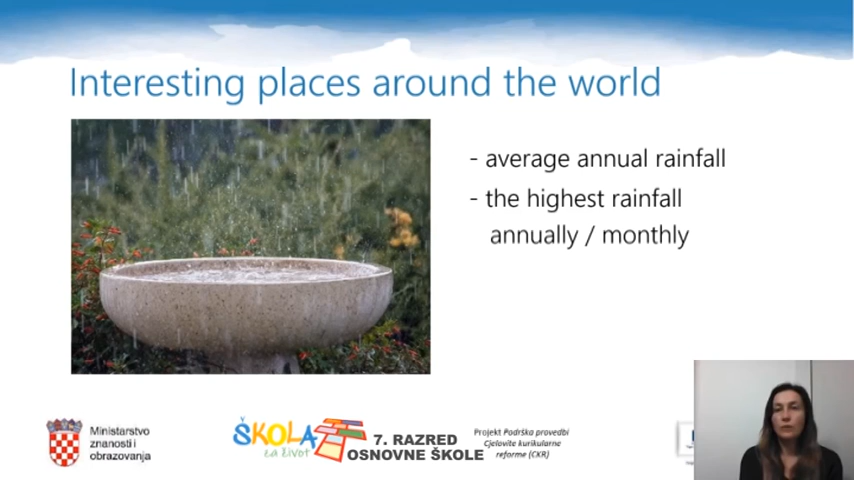 Interesting places around the world
- average annual rainfall
- the highest rainfall
annually / monthly
Ministarstvo
znanosti i
obrazovanja
ŠKOLA
za život
7. RAZRED
OSNOVNE ŠKOLE
Projekt Podrška provedbi
Cjelovite kurikularne
reforme (CKR)